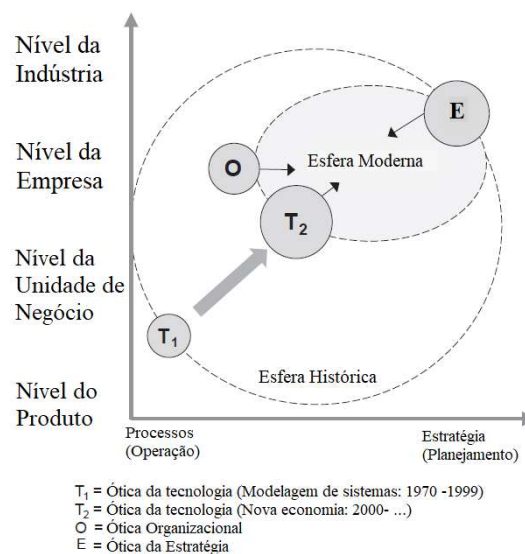 Nível da
Indústria
E
Esfera Moderna
Nível da
Empresa
O
T2
Nível da
Unidade de
Negócio
T1
Esfera Histórica
Nível do
Produto
Processos
(Operação)
Estratégia
(Planejamento)
T1 = Ótica da tecnologia (Modelagem de sistemas: 1970 -1999)
T2 = Ótica da tecnologia (Nova economia: 2000- ...)
O = Ótica Organizacional
E = Ótica da Estratégia